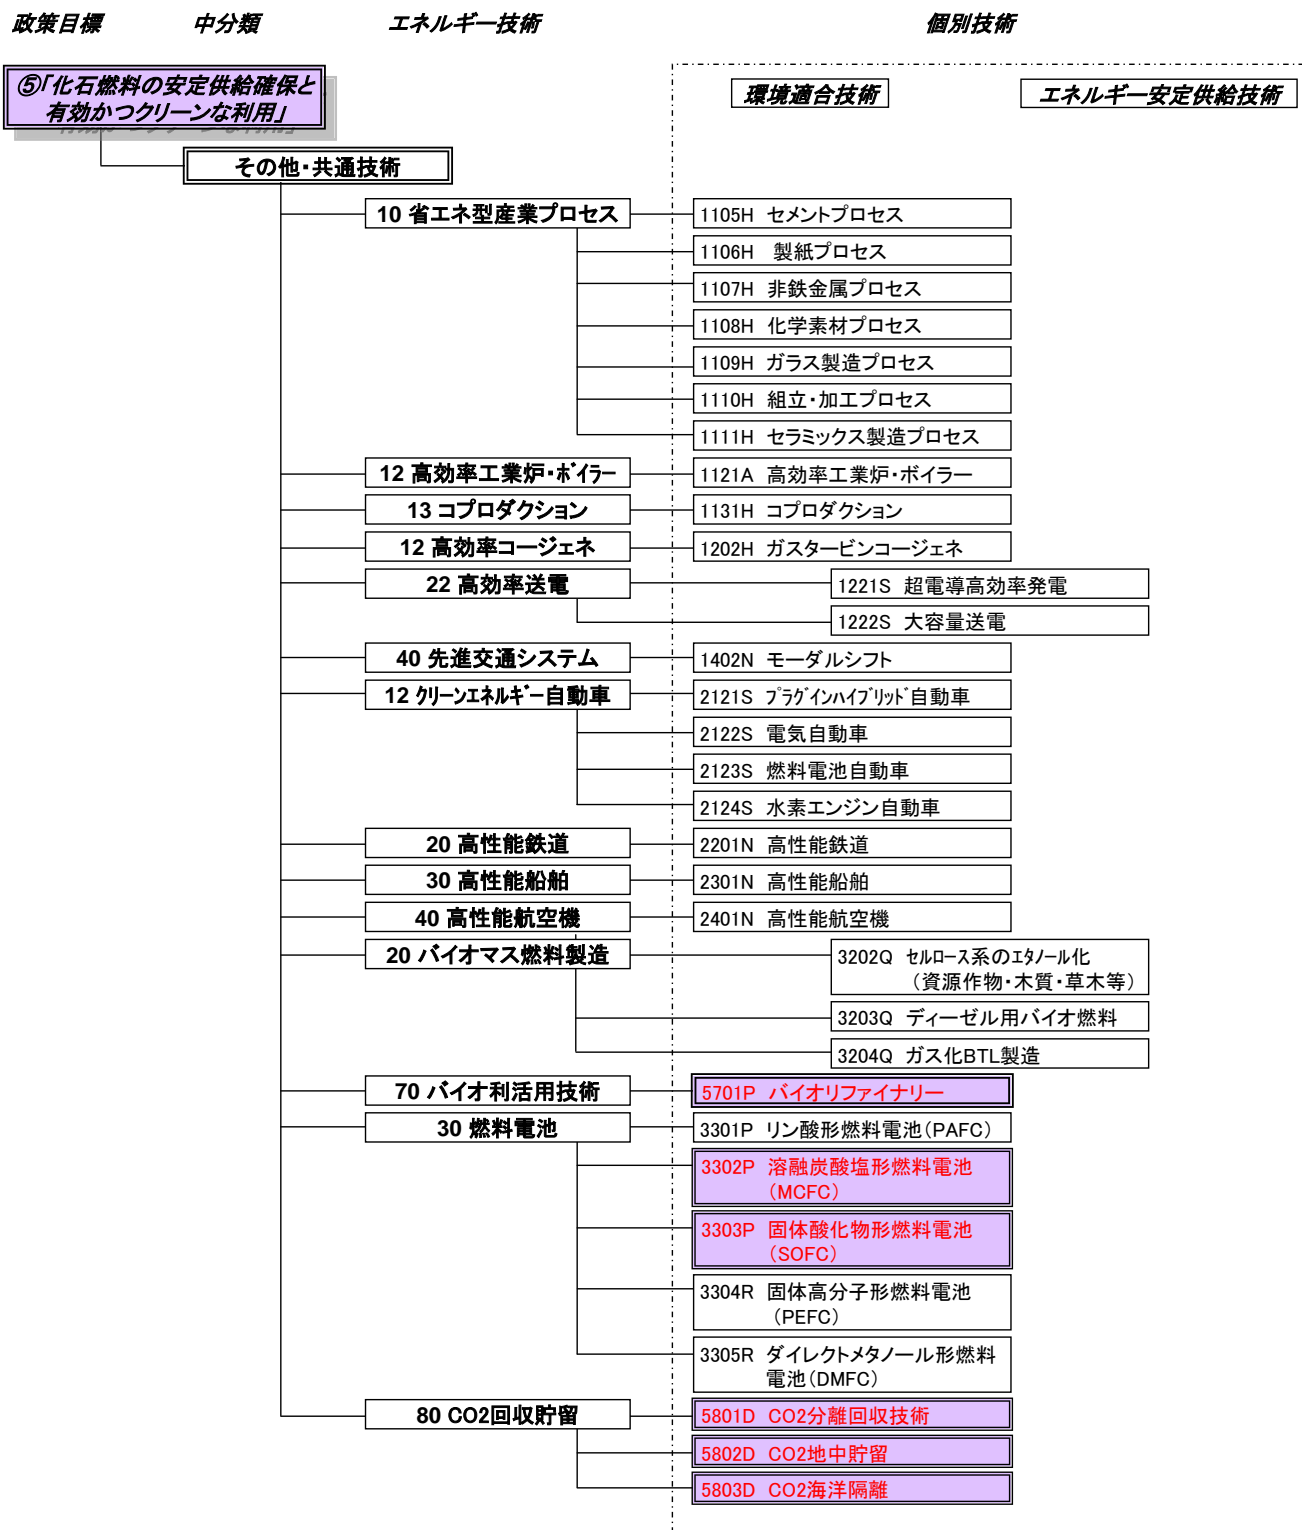 政策目標 中分類 エネルギー技術 個別技術
⑤「化石燃料の安定供給確保と
有効かつクリーンな利用」
環境適合技術 エネルギー安定供給技術
その他・共通技術
10 省エネ型産業プロセス 1105H セメントプロセス
1106H 製紙プロセス
1107H 非鉄金属プロセス
1108H 化学素材プロセス
1109H ガラス製造プロセス
1110H 組立・加工プロセス
1111H セラミックス製造プロセス
12 高効率工業炉・ボイラー 1121A 高効率工業炉・ボイラー
13 コプロダクション 1131H コプロダクション
12 高効率コージェネ 1202H ガスタービンコージェネ
22 高効率送電 1221S 超電導高効率発電
1222S 大容量送電
40 先進交通システム 1402N モーダルシフト
12 クリーンエネルギー自動車 2121S プラグインハイブリッド自動車
2122S 電気自動車
2123S 燃料電池自動車
2124S 水素エンジン自動車
20 高性能鉄道 2201N 高性能鉄道
30 高性能船舶 2301N 高性能船舶
40 高性能航空機 2401N 高性能航空機
20 バイオマス燃料製造 3202Q セルロース系のエタノール化
（資源作物・木質・草木等）
3203Q ディーゼル用バイオ燃料
3204Q ガス化BTL製造
70 バイオ利活用技術 5701P バイオリファイナリー
30 燃料電池 3301P リン酸形燃料電池（PAFC）
3302P 溶融炭酸塩形燃料電池
（MCFC）
3303P 固体酸化物形燃料電池
（SOFC）
3304R 固体高分子形燃料電池
（PEFC）
3305R ダイレクトメタノール形燃料
電池（DMFC）
80 CO2回収貯留 5801D CO2分離回収技術
5802D CO2地中貯留
5803D CO2海洋隔離